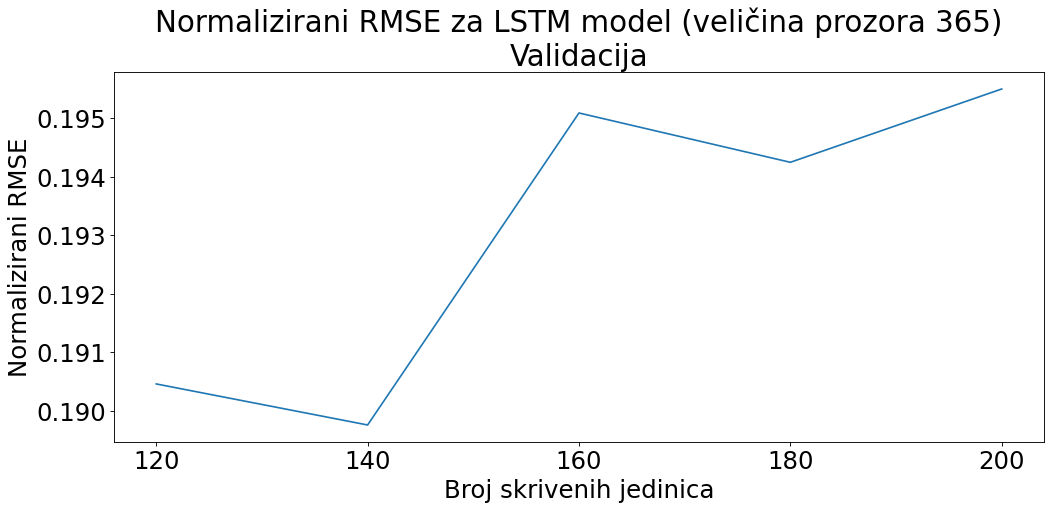 Normalizirani RMSE za LSTM model (veličina prozora 365)
Validacija
Normalizirani RMSE
0.195
0.194
0.193
0.192
0.191
0.190
120 140 160 180 200
Broj skrivenih jedinica